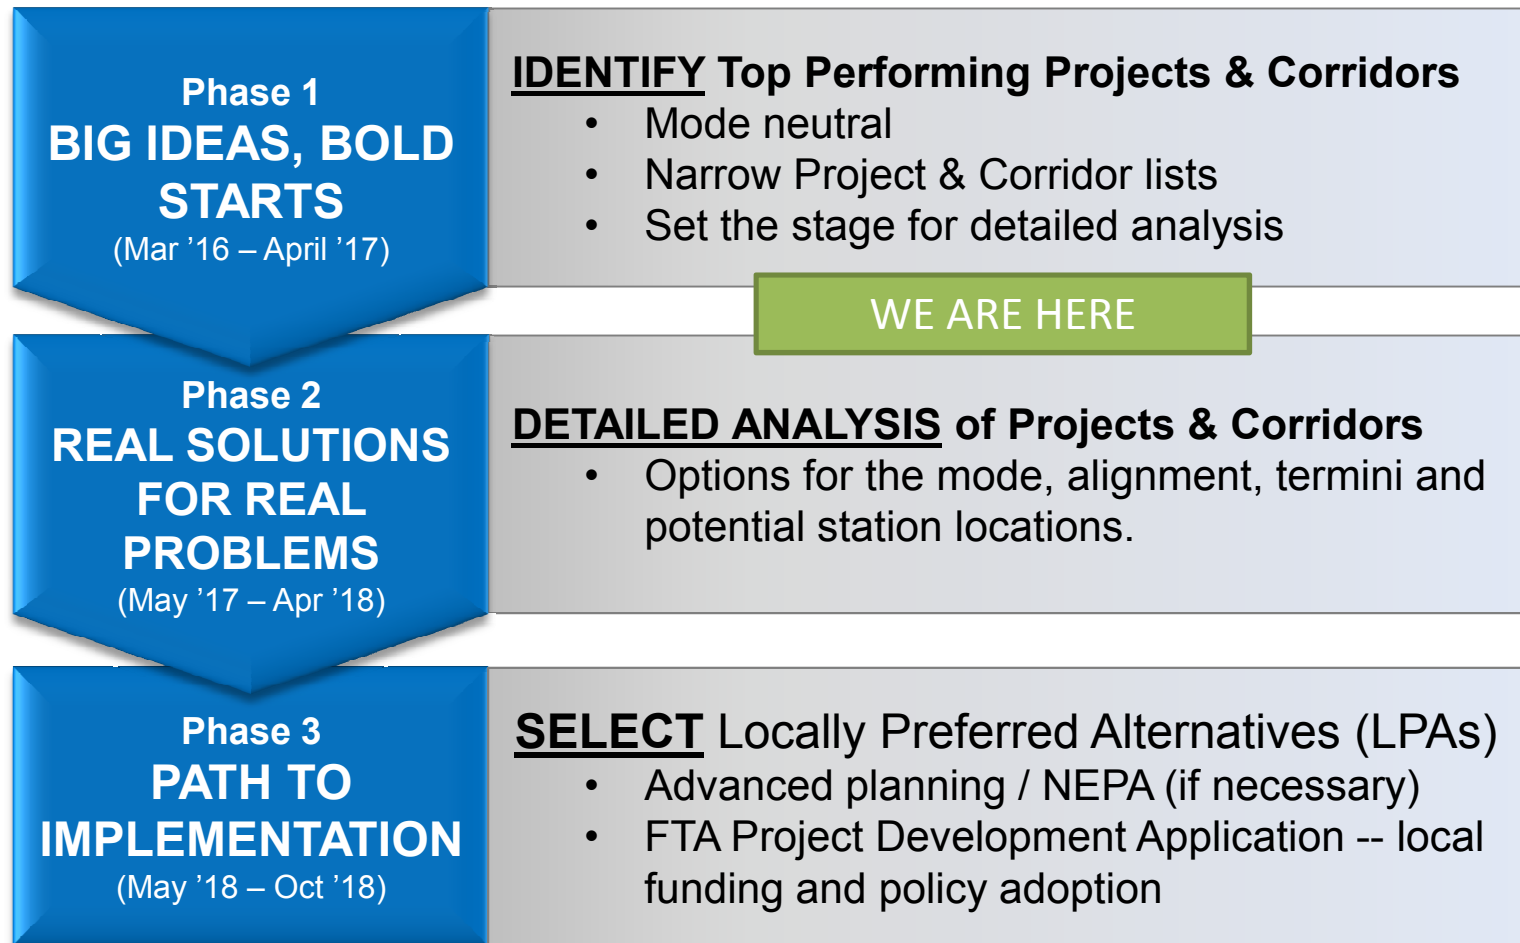 Phase 1
BIG IDEAS, BOLD
STARTS
(Mar ’16 – April ’17)
IDENTIFY Top Performing Projects & Corridors
• Mode neutral
• Narrow Project & Corridor lists
• Set the stage for detailed analysis
WE ARE HERE
Phase 2
REAL SOLUTIONS
FOR REAL
PROBLEMS
(May ’17 – Apr ’18)
DETAILED ANALYSIS of Projects & Corridors
• Options for the mode, alignment, termini and
potential station locations.
Phase 3
PATH TO
IMPLEMENTATION
(May ’18 – Oct ’18)
SELECT Locally Preferred Alternatives (LPAs)
• Advanced planning / NEPA (if necessary)
• FTA Project Development Application -- local
funding and policy adoption